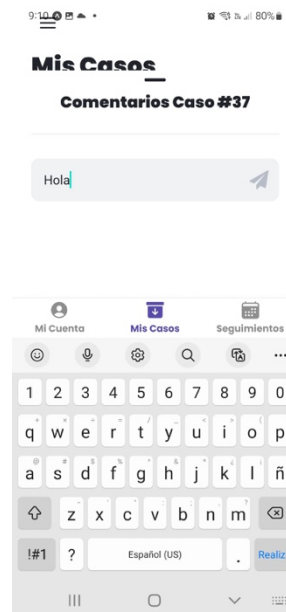 9:10 80%
Mis Casos
Comentarios Caso #37
Hola
Mi Cuenta Mis Casos Seguimientos
1 2 3 4 5 6 7 8 9 0
q w e r t y u i o p
a s d f g h j k l ñ
z x c v b n m
!#1 ? Español (US) . Realiz